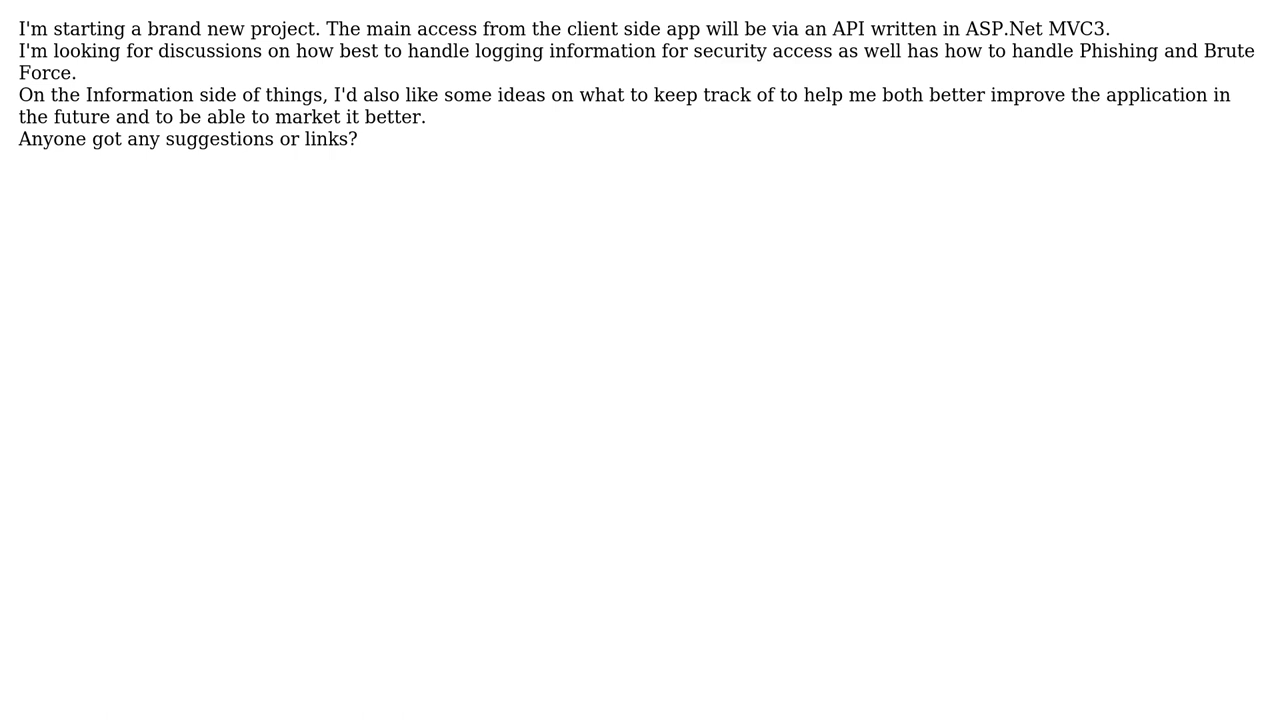 I'm starting a brand new project. The main access from the client side app will be via an API written in ASP.Net MVC3.
I'm looking for discussions on how best to handle logging information for security access as well has how to handle Phishing and Brute
Force.
On the Information side of things, I'd also like some ideas on what to keep track of to help me both better improve the application in
the future and to be able to market it better.
Anyone got any suggestions or links?